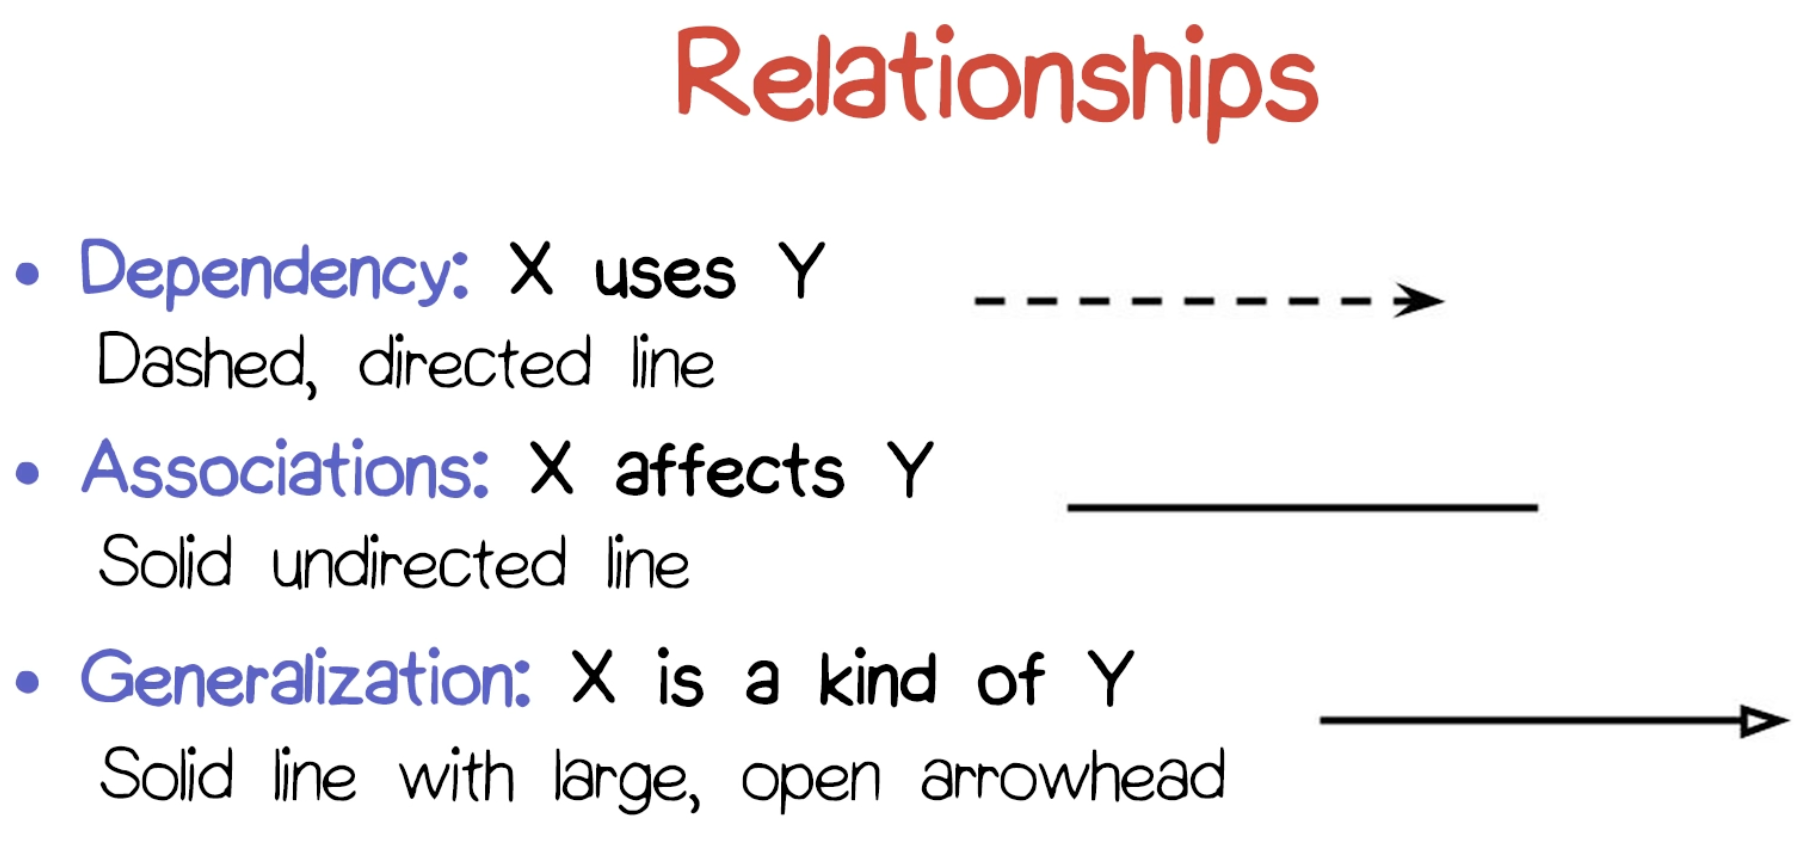 Relationships
• Dependency: X uses Y
Dashed, directed line
• Associations: X affects Y
Solid undirected line
• Generalization: X is a kind of Y
Solid line with large, open arrowhead